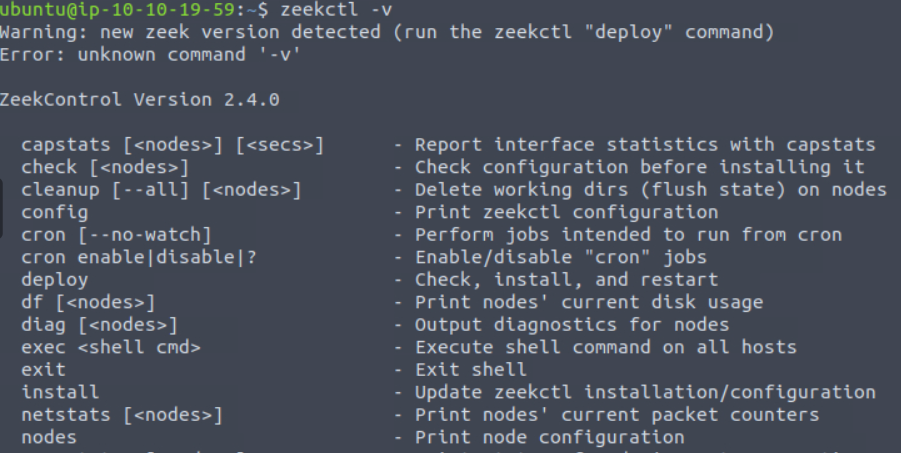 ubuntu@ip-10-10-19-59:~$ zeekctl -v
Warning: new zeek version detected (run the zeekctl "deploy" command)
Error: unknown command '-v'
ZeekControl Version 2.4.0
capstats [<nodes>] [<secs>] - Report interface statistics with capstats
check [<nodes>] - Check configuration before installing it
cleanup [--all] [<nodes>] - Delete working dirs (flush state) on nodes
config - Print zeekctl configuration
cron [--no-watch] - Perform jobs intended to run from cron
cron enable|disable|? - Enable/disable "cron" jobs
deploy - Check, install, and restart
df [<nodes>] - Print nodes' current disk usage
diag [<nodes>] - Output diagnostics for nodes
exec <shell cmd> - Execute shell command on all hosts
exit - Exit shell
install - Update zeekctl installation/configuration
netstats [<nodes>] - Print nodes' current packet counters
nodes - Print node configuration